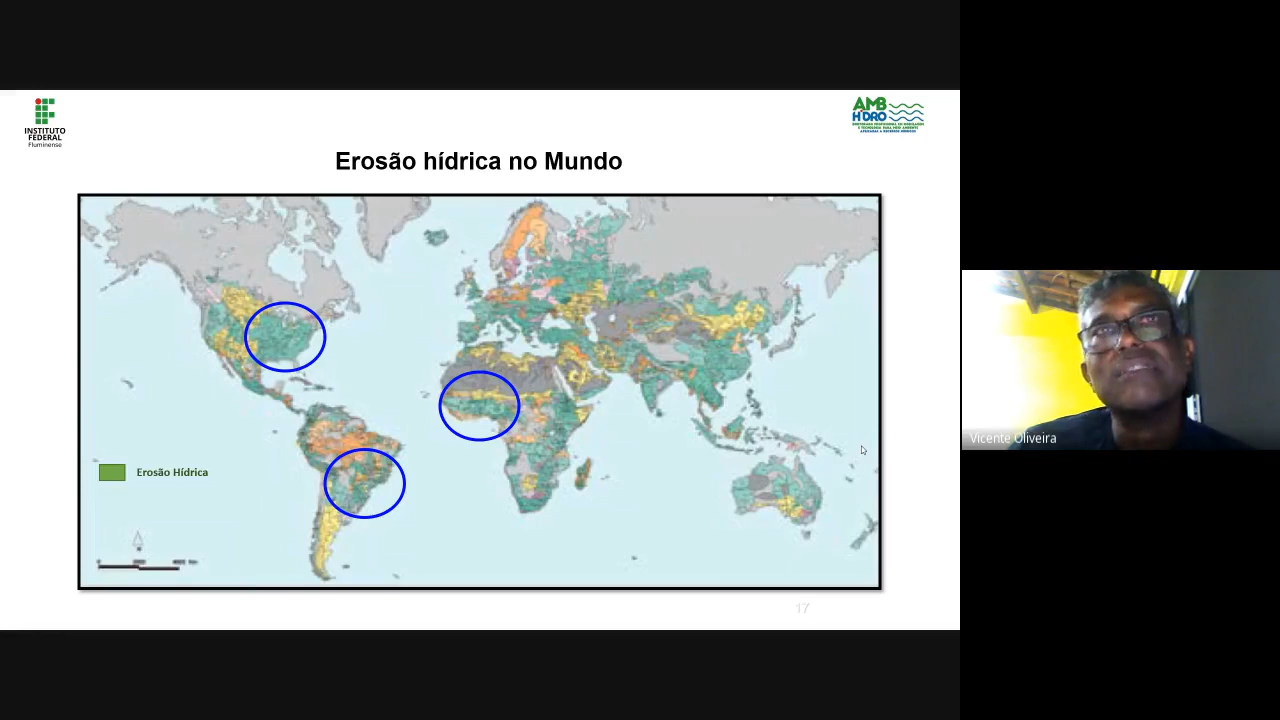 INSTITUTO
FEDERAL
Fluminense
AMB
HIDRO
Erosão hídrica no Mundo
Erosão Hídrica
17
Vicente Oliveira